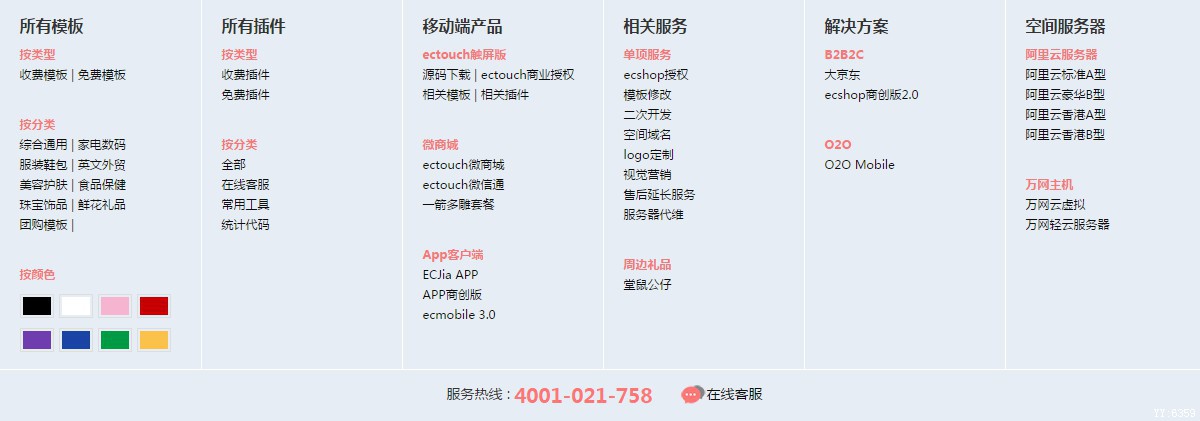 所有模板
按类型
收费模板 | 免费模板
按分类
综合通用 | 家电数码
服装鞋包 | 英文外贸
美容护肤 | 食品保健
珠宝饰品 | 鲜花礼品
团购模板 |
按颜色
所有插件
按类型
收费插件
免费插件
按分类
全部
在线客服
常用工具
统计代码
移动端产品
ectouch触屏版
源码下载 | ectouch商业授权
相关模板 | 相关插件
微商城
ectouch微商城
ectouch微信通
一箭多雕套餐
App客户端
ECJia APP
APP商创版
ecmobile 3.0
相关服务
单项服务
ecshop授权
模板修改
二次开发
空间域名
logo定制
视觉营销
售后延长服务
服务器代维
周边礼品
堂鼠公仔
解决方案
B2B2C
大京东
ecshop商创版2.0
O2O
O2O Mobile
空间服务器
阿里云服务器
阿里云标准A型
阿里云豪华B型
阿里云香港A型
阿里云香港B型
万网主机
万网云虚拟
万网轻云服务器
服务热线：4001-021-758 在线客服
YT:6359